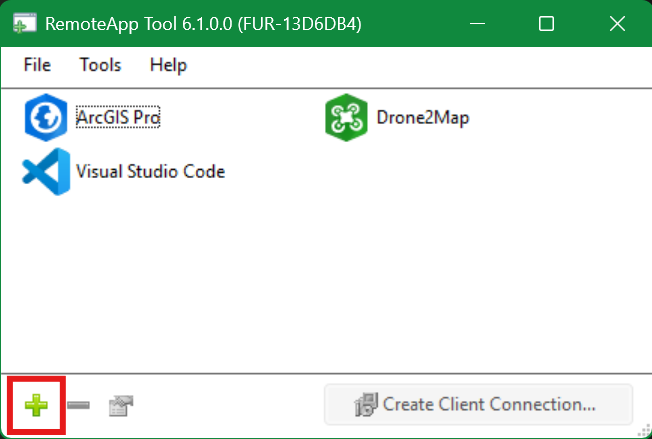 RemoteApp Tool 6.1.0.0 (FUR-13D6DB4)
File Tools Help
ArcGIS Pro Drone2Map
Visual Studio Code
Create Client Connection...